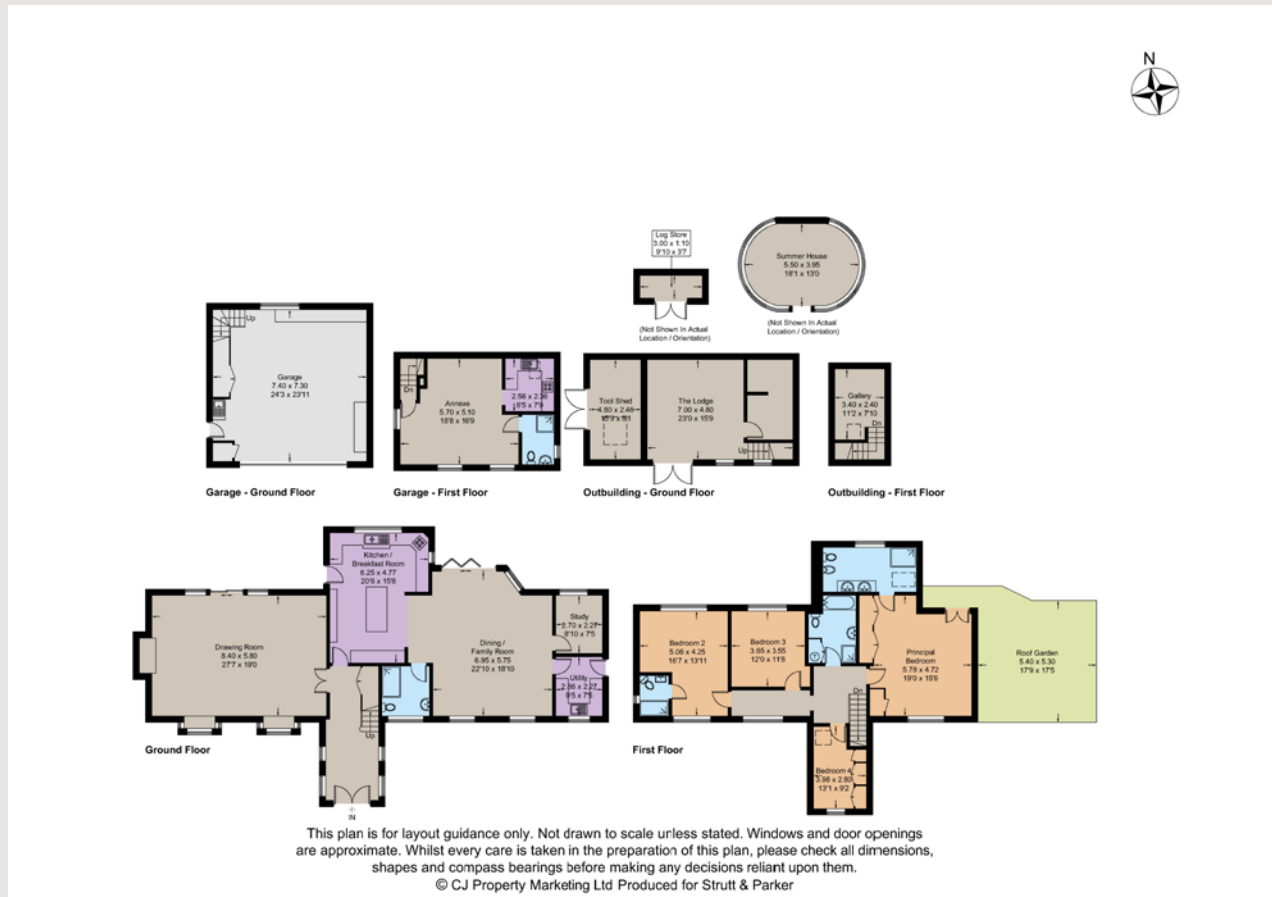 N
Log Store
3.00 x 1.10
9'10 x 3'7
(Not Shown In Actual
Location / Orientation)
Summer House
5.50 x 3.95
18'1 x 13'0
(Not Shown In Actual
Location / Orientation)
Up
Garage
7.40 x 7.30
24'3 x 23'11
Garage - Ground Floor
Dn
Annexe
5.70 x 5.10
18'8 x 16'9
2.56 x 2.36
8'5 x 7'9
Garage - First Floor
Tool Shed
4.80 x 2.46
15'9 x 8'1
The Lodge
7.00 x 4.80
23'0 x 15'9
Up
Outbuilding - Ground Floor
Gallery
3.40 x 2.40
11'2 x 7'10
Dn
Outbuilding - First Floor
Kitchen /
Breakfast Room
6.25 x 4.77
20'6 x 15'8
Drawing Room
8.40 x 5.80
27'7 x 19'0
Dining /
Family Room
6.95 x 5.75
22'10 x 18'10
Study
2.70 x 2.27
8'10 x 7'5
Utility
2.86 x 2.27
9'5 x 7'5
Up
IN
Ground Floor
Bedroom 2
5.06 x 4.25
16'7 x 13'11
Bedroom 3
3.65 x 3.55
12'0 x 11'8
T
Principal
Bedroom
5.78 x 4.72
19'0 x 15'6
Roof Garden
5.40 x 5.30
17'9 x 17'5
Dn
Bedroom 4
3.98 x 2.80
13'1 x 9'2
First Floor
This plan is for layout guidance only. Not drawn to scale unless stated. Windows and door openings
are approximate. Whilst every care is taken in the preparation of this plan, please check all dimensions,
shapes and compass bearings before making any decisions reliant upon them.
© CJ Property Marketing Ltd Produced for Strutt & Parker